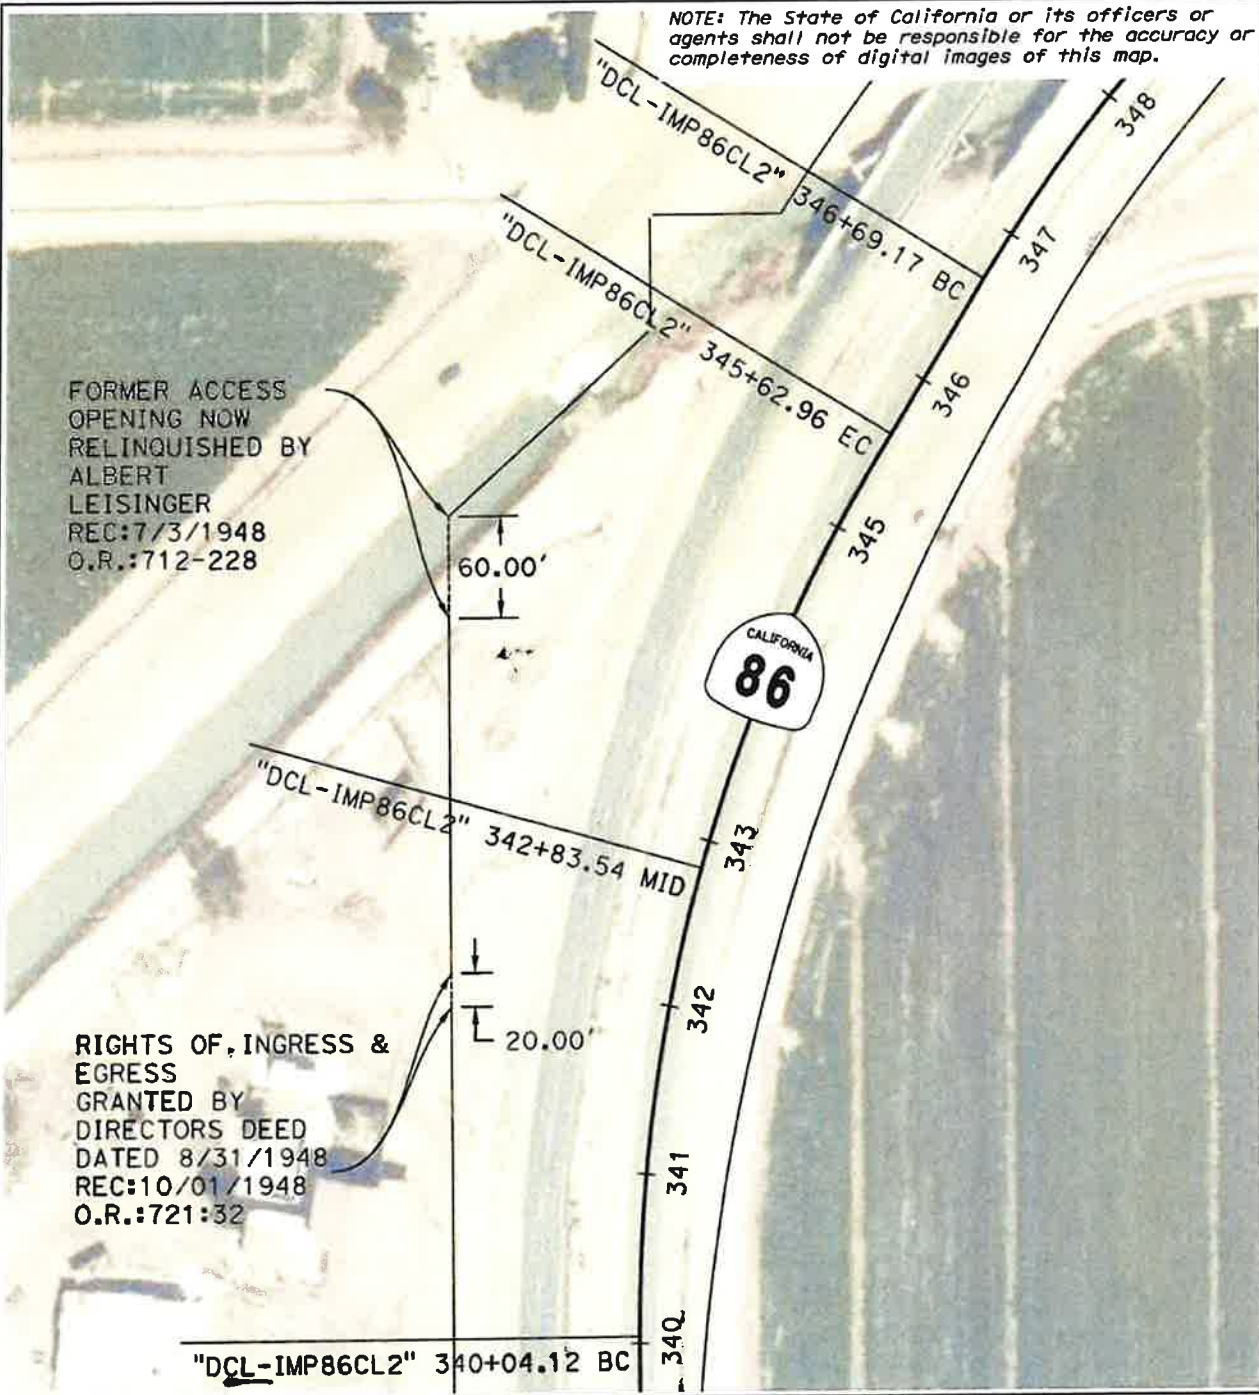 NOTE: The State of California or its officers or
agents shall not be responsible for the accuracy or
completeness of digital images of this map.
"DCL-IMP86CL2" 346+69.17 BC
348
347
"DCL-IMP86CL2" 345+62.96 EC
346
345
FORMER ACCESS
OPENING NOW
RELINQUISHED BY
ALBERT
LEISINGER
REC:7/3/1948
O.R.:712-228
60.00'
CALIFORNIA
86
"DCL-IMP86CL2" 342+83.54 MID
343
342
20.00'
RIGHTS OF INGRESS &
EGRESS
GRANTED BY
DIRECTORS DEED
DATED 8/31/1948
REC:10/01/1948
O.R.:721:32
341
340
"DCL-IMP86CL2" 340+04.12 BC